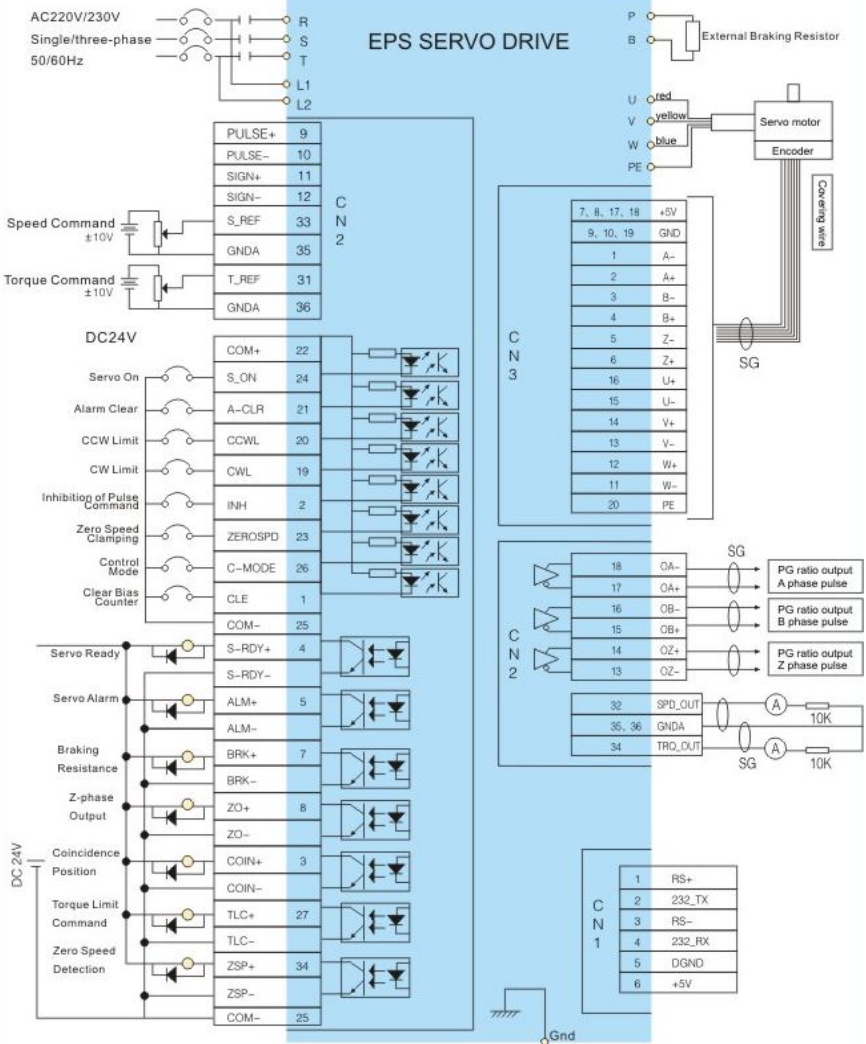 EPS SERVO DRIVE
AC220V/230V
Single/three-phase
50/60Hz
R
S
T
L1
L2
PULSE+ 9
PULSE− 10
SIGN+ 11
SIGN− 12
S_REF 33
GNDA 35
T_REF 31
GNDA 36
CN2
Speed Command
±10V
Torque Command
±10V
DC24V
COM+ 22
Servo On S_ON 24
Alarm Clear A-CLR 21
CCW Limit CCWL 20
CW Limit CWL 19
Inhibition of Pulse
Command
INH 2
Zero Speed
Clamping
ZEROSPD 23
Control
Mode
C-MODE 26
Clear Bias
Counter
CLE 1
COM− 25
Servo Ready S-RDY+ 4
S-RDY−
Servo Alarm ALM+ 5
ALM−
Braking
Resistance
BRK+ 7
BRK−
Z-phase
Output
ZO+ 8
ZO−
DC 24V
Coincidence
Position
COIN+ 3
COIN−
Torque Limit
Command
TLC+ 27
TLC−
Zero Speed
Detection
ZSP+ 34
ZSP−
COM− 25
P
B
External Braking Resistor
U red
V yellow
W blue
PE
Servo motor
Encoder
Covering wire
CN3
7、8、17、18 +5V
9、10、19 GND
1 A−
2 A+
3 B−
4 B+
5 Z−
6 Z+
16 U+
15 U−
14 V+
13 V−
12 W+
11 W−
20 PE
SG
CN2
18 OA−
17 OA+
16 OB−
15 OB+
14 OZ+
13 OZ−
SG
PG ratio output
A phase pulse
PG ratio output
B phase pulse
PG ratio output
Z phase pulse
32 SPD_OUT
35、36 GNDA
34 TRQ_OUT
A
10K
SG
A
10K
CN1
1 RS+
2 232_TX
3 RS−
4 232_RX
5 DGND
6 +5V
Gnd